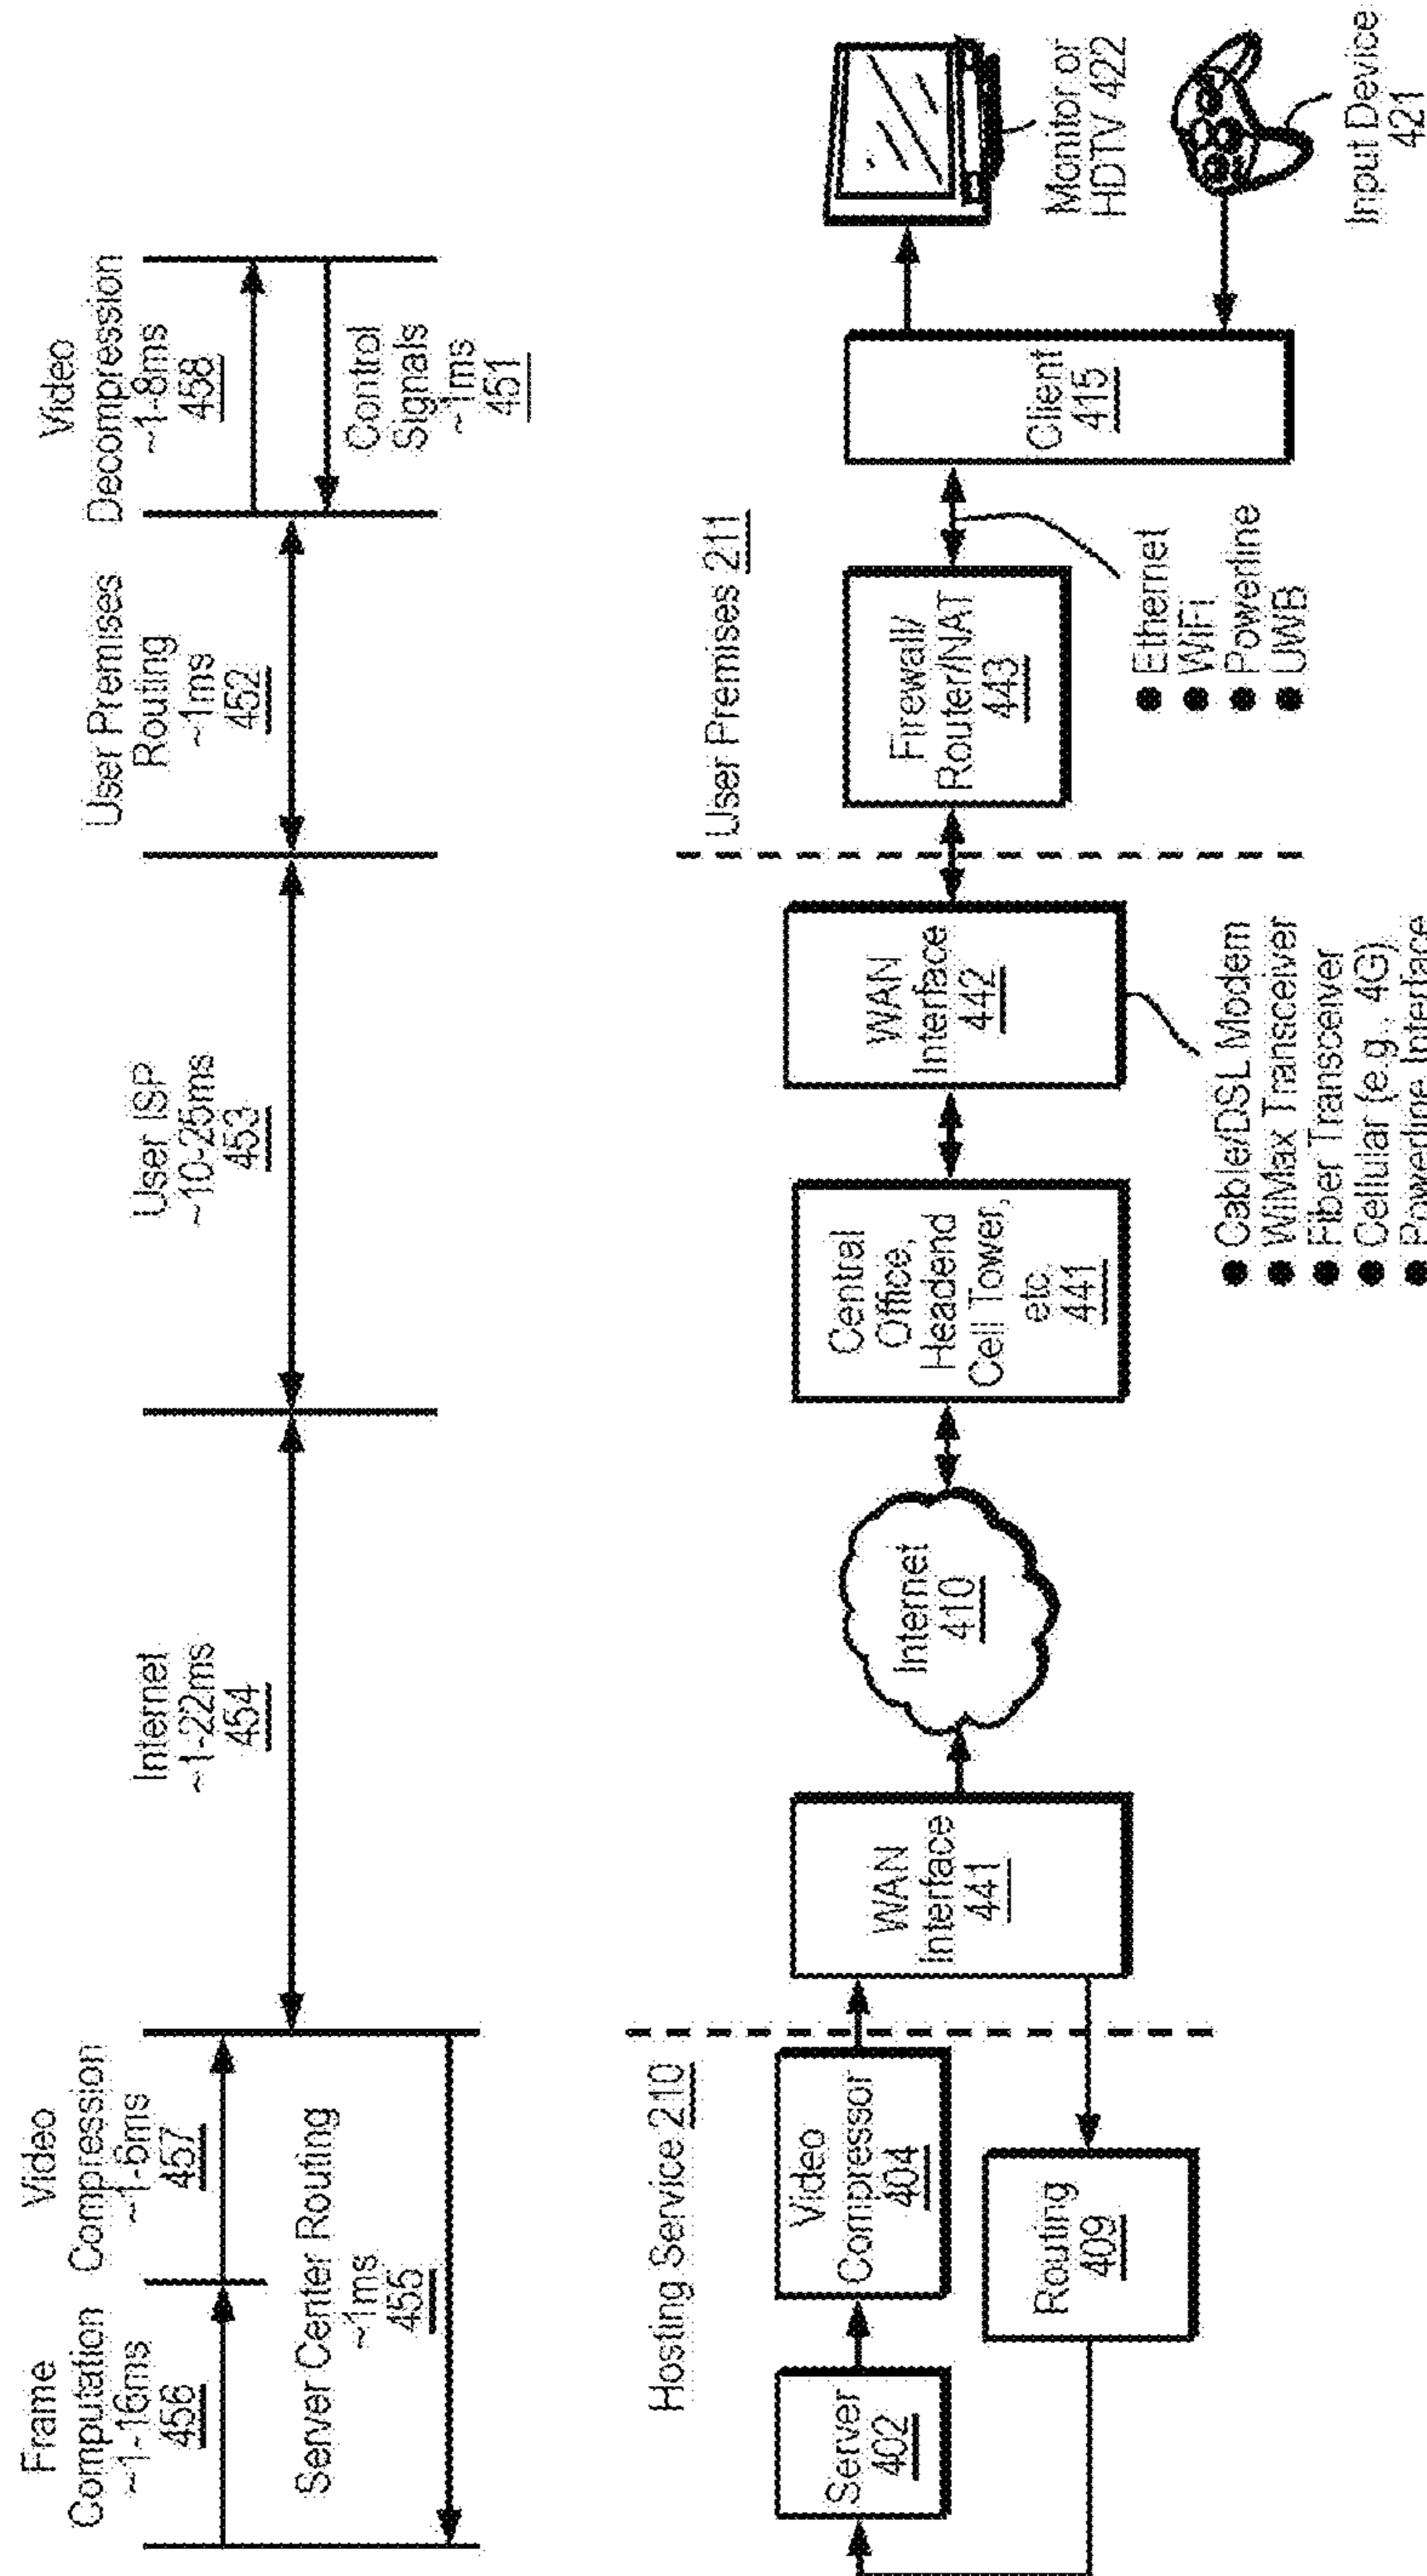 Frame
Computation
~1-16ms
456
Video
Compression
~1-6ms
457
Server Center Routing
~1ms
455
Internet
~1-22ms
454
User ISP
~10-25ms
453
User Premises
Routing
~1ms
452
Video
Decompression
~1-8ms
458
Control
Signals
~1ms
451
Hosting Service 210
Server
402
Video
Compressor
404
Routing
409
WAN
Interface
441
Internet
410
Central
Office,
Headend
Cell Tower,
etc.
441
WAN
Interface
442
● Cable/DSL Modem
● WiMax Transceiver
● Fiber Transceiver
● Cellular (e.g., 4G)
● Powerline Interface
User Premises 211
Firewall/
Router/NAT
443
● Ethernet
● WiFi
● Powerline
● UWB
Client
415
Monitor or
HDTV 422
Input Device
421